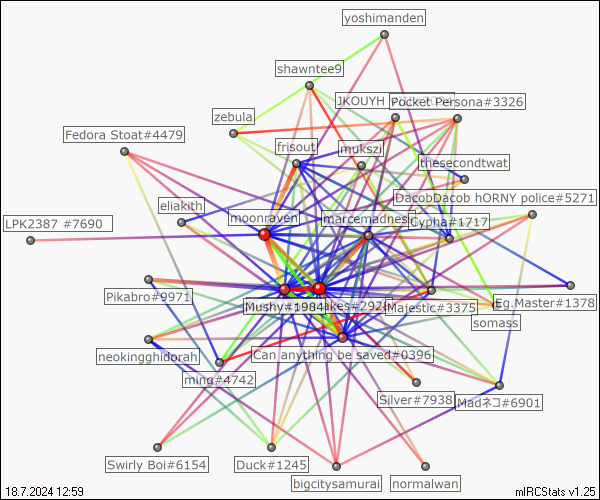 yoshimanden
shawntee9
JKOUYH
Pocket Persona#3326
zebula
Fedora Stoat#4479
frisout
mukszi
thesecondtwat
DacobDacob hORNY police#5271
eliakith
LPK2387 #7690
moonraven
marcemadness
Cypha#1717
Pikabro#9971
Mushy#1984
Majestic#3375
Eg.Master#1378
somass
neokingghidorah
Can anything be saved#0396
ming#4742
Silver#7938
Madネコ#6901
Swirly Boi#6154
Duck#1245
bigcitysamurai
normalwan
18.7.2024 12:59
mIRCStats v1.25